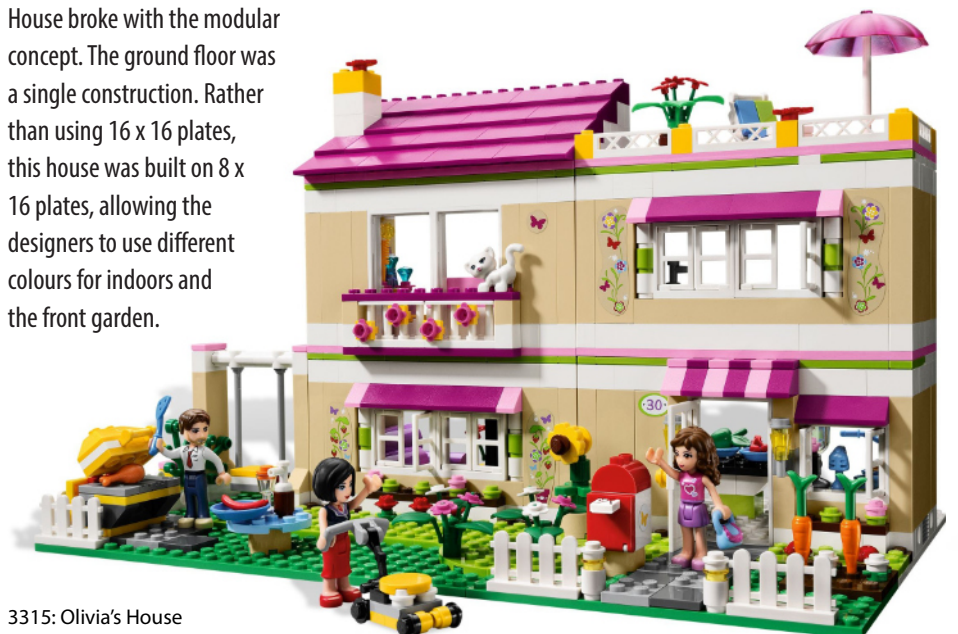 House broke with the modular
concept. The ground floor was
a single construction. Rather
than using 16 x 16 plates,
this house was built on 8 x
16 plates, allowing the
designers to use different
colours for indoors and
the front garden.
30
3315: Olivia's House